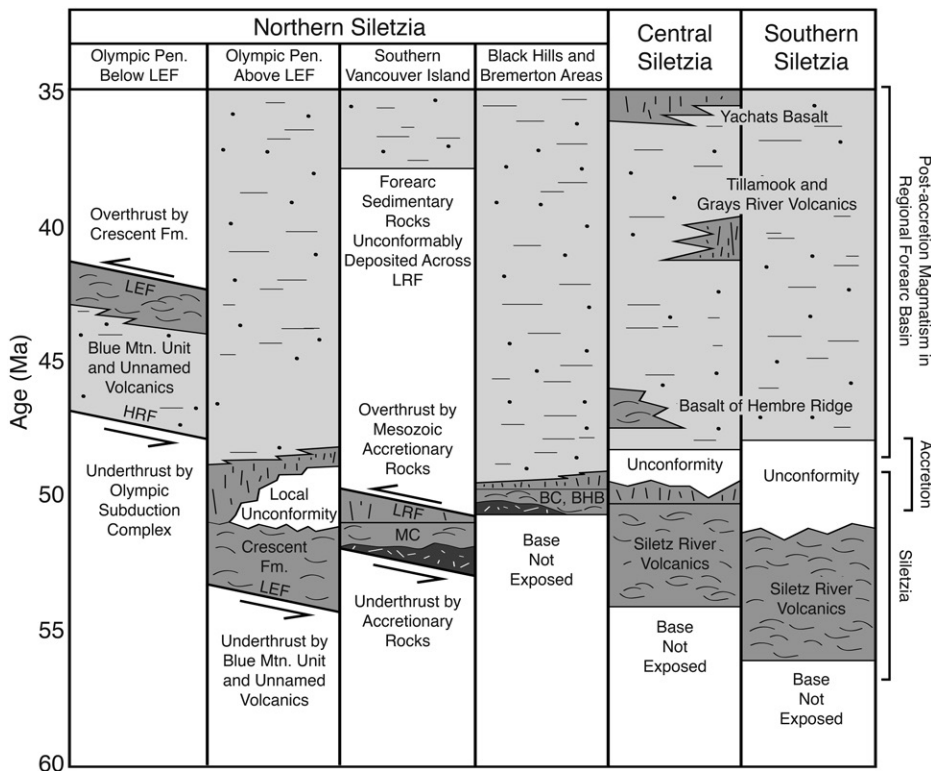 Northern Siletzia
Central
Siletzia
Southern
Siletzia
Olympic Pen.
Below LEF
Olympic Pen.
Above LEF
Southern
Vancouver Island
Black Hills and
Bremerton Areas
Age (Ma)
35
40
45
50
55
60
Overthrust by
Crescent Fm.
LEF
Blue Mtn. Unit
and Unnamed
Volcanics
HRF
Underthrust by
Olympic
Subduction
Complex
Local
Unconformity
Crescent
Fm.
LEF
Underthrust by
Blue Mtn. Unit
and Unnamed
Volcanics
Forearc
Sedimentary
Rocks
Unconformably
Deposited Across
LRF
Overthrust by
Mesozoic
Accretionary
Rocks
LRF
MC
Underthrust by
Accretionary
Rocks
BC, BHB
Base
Not
Exposed
Yachats Basalt
Tillamook and
Grays River Volcanics
Basalt of Hembre Ridge
Unconformity
Siletz River
Volcanics
Base
Not
Exposed
Unconformity
Siletz River
Volcanics
Base
Not
Exposed
Post-accretion Magmatism in
Regional Forearc Basin
Accretion
Siletzia